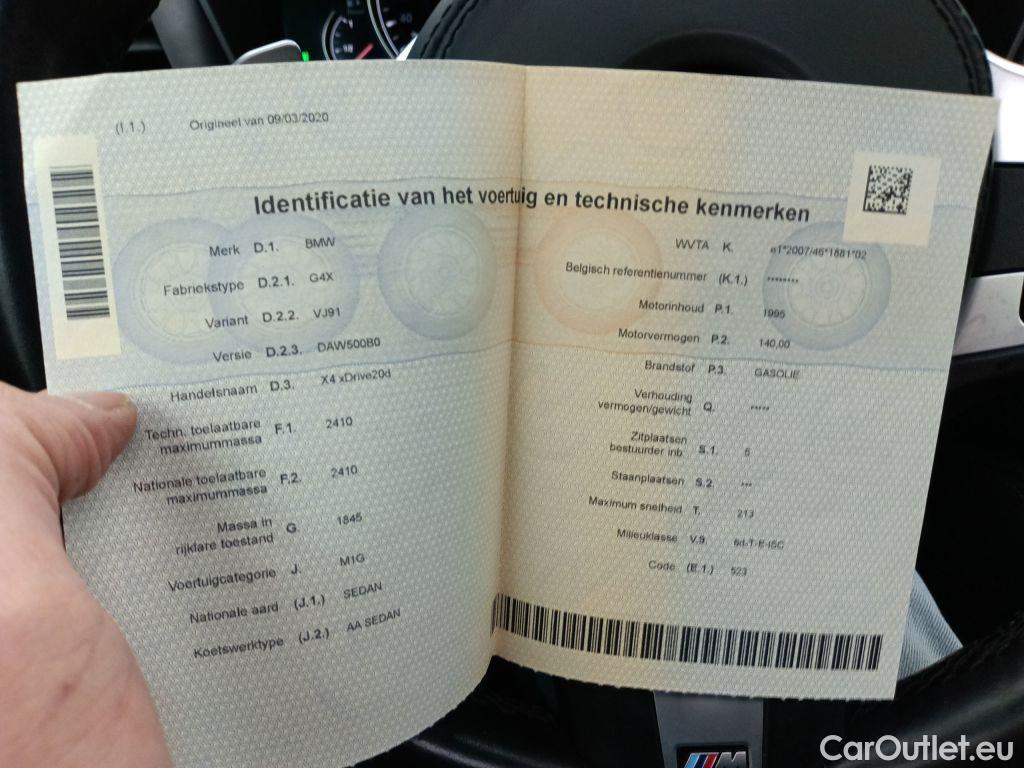 40
(I.1.) Origineel van 09/03/2020
Identificatie van het voertuig en technische kenmerken
Merk D.1. BMW
Fabriekstype D.2.1. G4X
Variant D.2.2. VJ91
Versie D.2.3. DAW500B0
Handelsnaam D.3. X4 xDrive20d
Techn. toelaatbare
maximummassa F.1. 2410
Nationale toelaatbare
maximummassa F.2. 2410
Massa in
rijklare toestand G. 1845
Voertuigcategorie J. M1G
Nationale aard (J.1.) SEDAN
Koetswerktype (J.2.) AA SEDAN
WVTA K. e1*2007/46*1881*02
Belgisch referentienummer (K.1.) ********
Motorinhoud P.1. 1995
Motorvermogen P.2. 140,00
Brandstof P.3. GASOLIE
Verhouding
vermogen/gewicht Q. *****
Zitplaatsen
bestuurder inb. S.1. 5
Staanplaatsen S.2. ***
Maximum snelheid T. 213
Milieuklasse V.9. 6d-T-E-ISC
Code (E.1.) 523
M
CarOutlet.eu